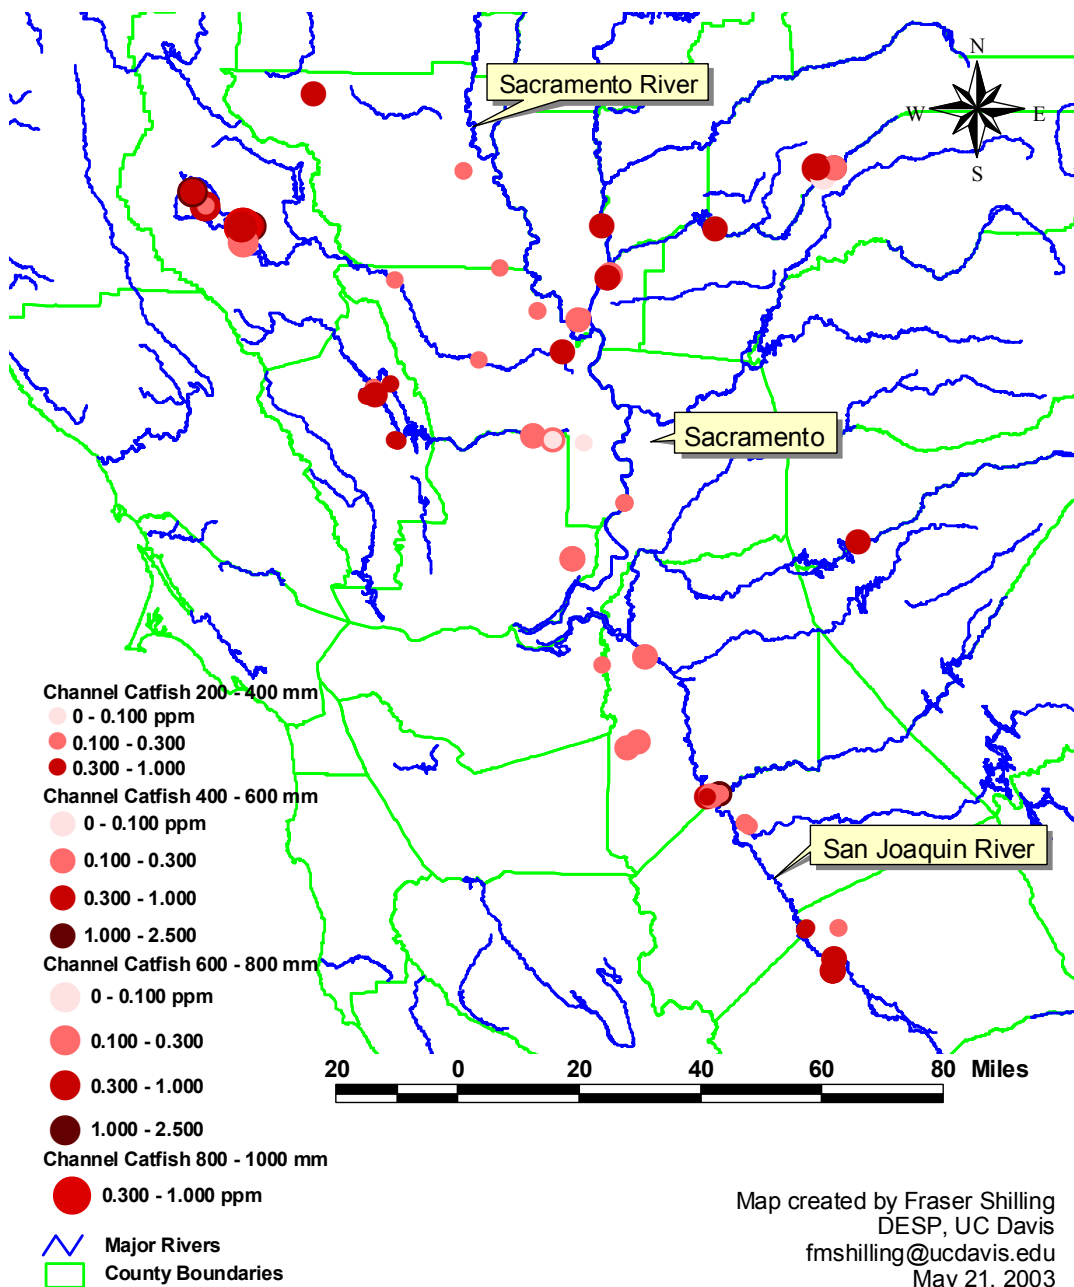 Sacramento River
N
W
E
S
Sacramento
Channel Catfish 200 - 400 mm
0 - 0.100 ppm
0.100 - 0.300
0.300 - 1.000
Channel Catfish 400 - 600 mm
0 - 0.100 ppm
0.100 - 0.300
0.300 - 1.000
1.000 - 2.500
Channel Catfish 600 - 800 mm
0 - 0.100 ppm
0.100 - 0.300
0.300 - 1.000
1.000 - 2.500
Channel Catfish 800 - 1000 mm
0.300 - 1.000 ppm
Major Rivers
County Boundaries
San Joaquin River
20 0 20 40 60 80 Miles
Map created by Fraser Shilling
DESP, UC Davis
fmshilling@ucdavis.edu
May 21, 2003